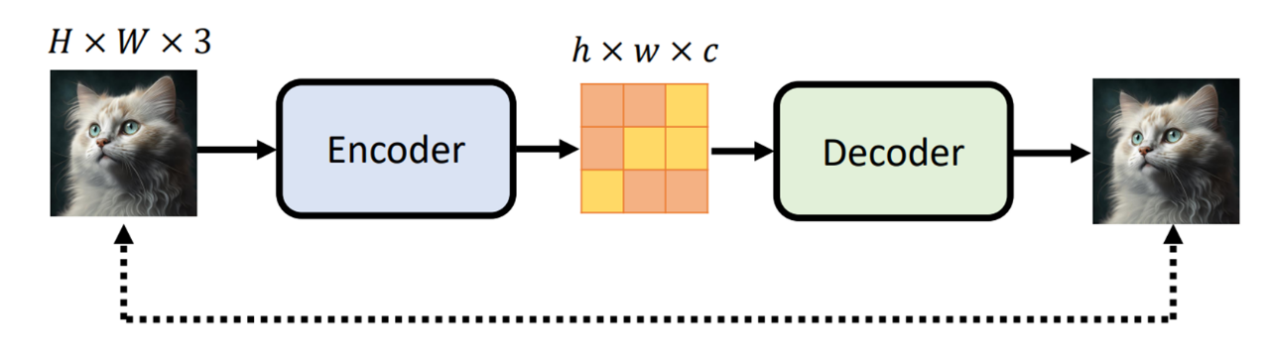 H × W × 3
h × w × c
Encoder
Decoder